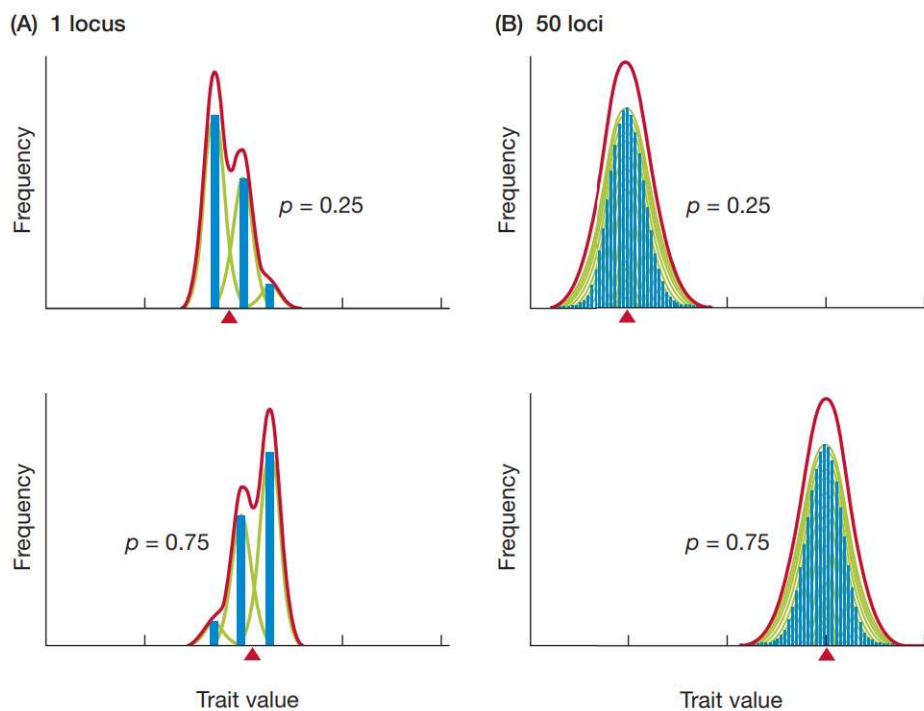 (A) 1 locus
Frequency
p = 0.25
Frequency
p = 0.75
Trait value
(B) 50 loci
Frequency
p = 0.25
Frequency
p = 0.75
Trait value